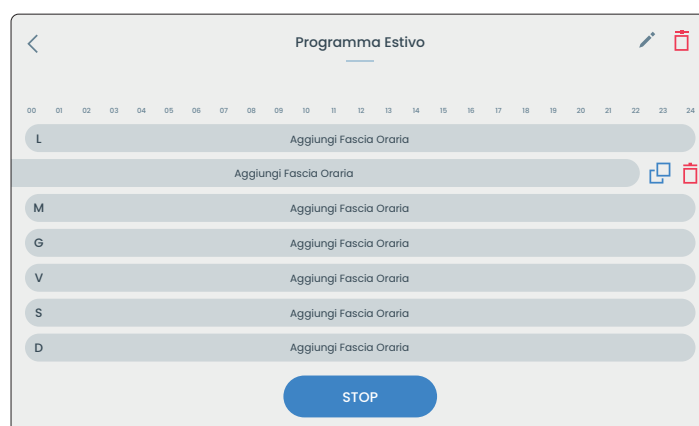 Programma Estivo
00 01 02 03 04 05 06 07 08 09 10 11 12 13 14 15 16 17 18 19 20 21 22 23 24
L Aggiungi Fascia Oraria
Aggiungi Fascia Oraria
M Aggiungi Fascia Oraria
G Aggiungi Fascia Oraria
V Aggiungi Fascia Oraria
S Aggiungi Fascia Oraria
D Aggiungi Fascia Oraria
STOP